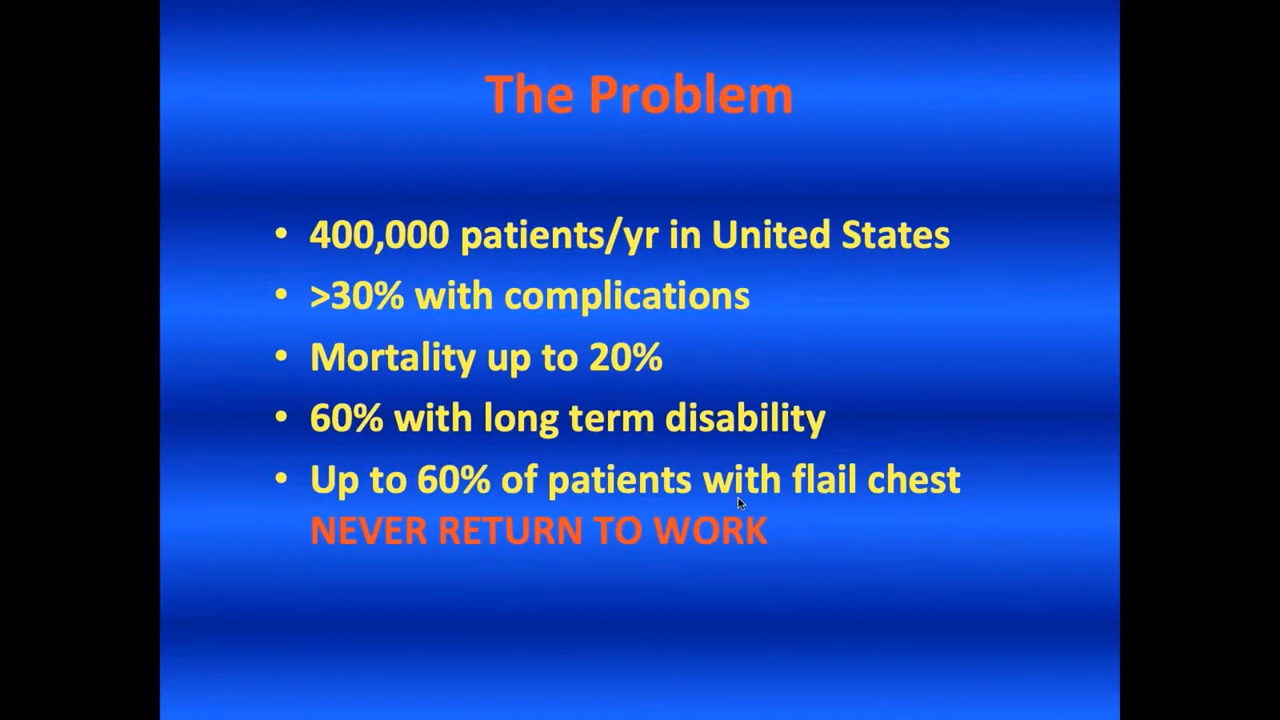 The Problem
• 400,000 patients/yr in United States
• >30% with complications
• Mortality up to 20%
• 60% with long term disability
• Up to 60% of patients with flail chest
NEVER RETURN TO WORK